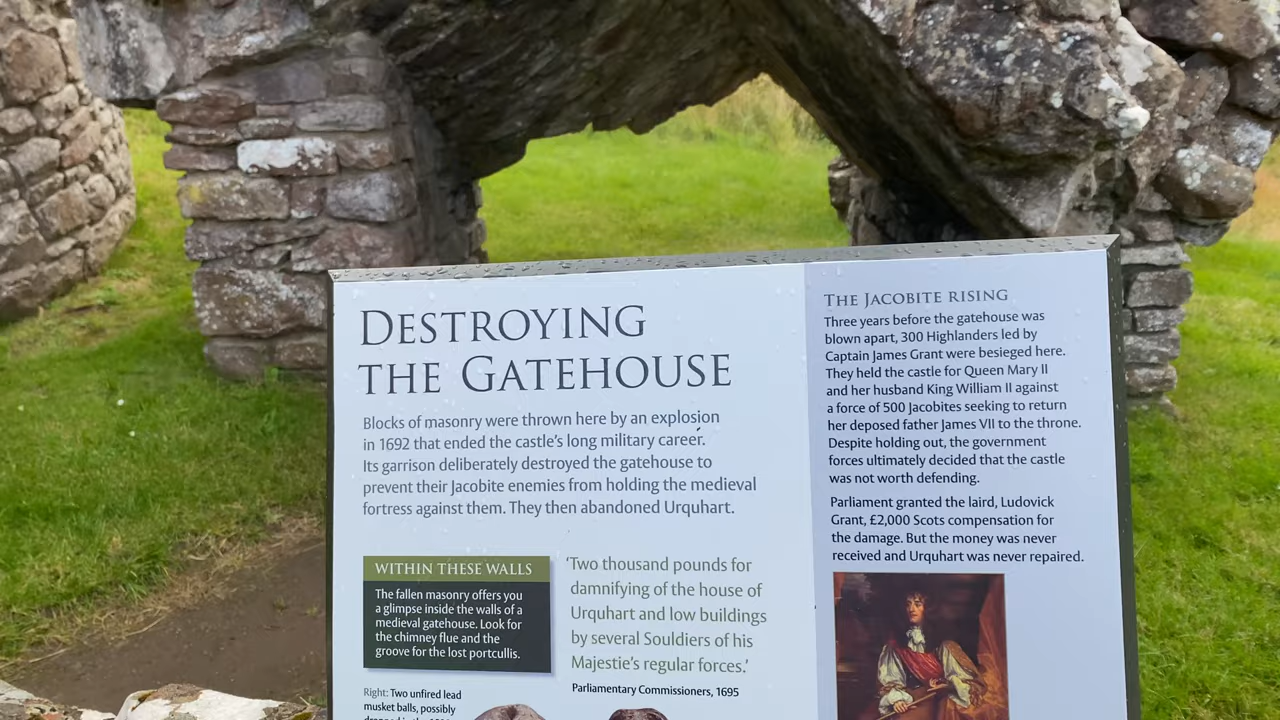 DESTROYING
THE GATEHOUSE
Blocks of masonry were thrown here by an explosion
in 1692 that ended the castle's long military career.
Its garrison deliberately destroyed the gatehouse to
prevent their Jacobite enemies from holding the medieval
fortress against them. They then abandoned Urquhart.
WITHIN THESE WALLS
The fallen masonry offers you
a glimpse inside the walls of a
medieval gatehouse. Look for
the chimney flue and the
groove for the lost portcullis.
'Two thousand pounds for
damnifying of the house of
Urquhart and low buildings
by several Souldiers of his
Majestie's regular forces.'
Parliamentary Commissioners, 1695
Right: Two unfired lead
musket balls, possibly
THE JACOBITE RISING
Three years before the gatehouse was
blown apart, 300 Highlanders led by
Captain James Grant were besieged here.
They held the castle for Queen Mary II
and her husband King William II against
a force of 500 Jacobites seeking to return
her deposed father James VII to the throne.
Despite holding out, the government
forces ultimately decided that the castle
was not worth defending.
Parliament granted the laird, Ludovick
Grant, £2,000 Scots compensation for
the damage. But the money was never
received and Urquhart was never repaired.